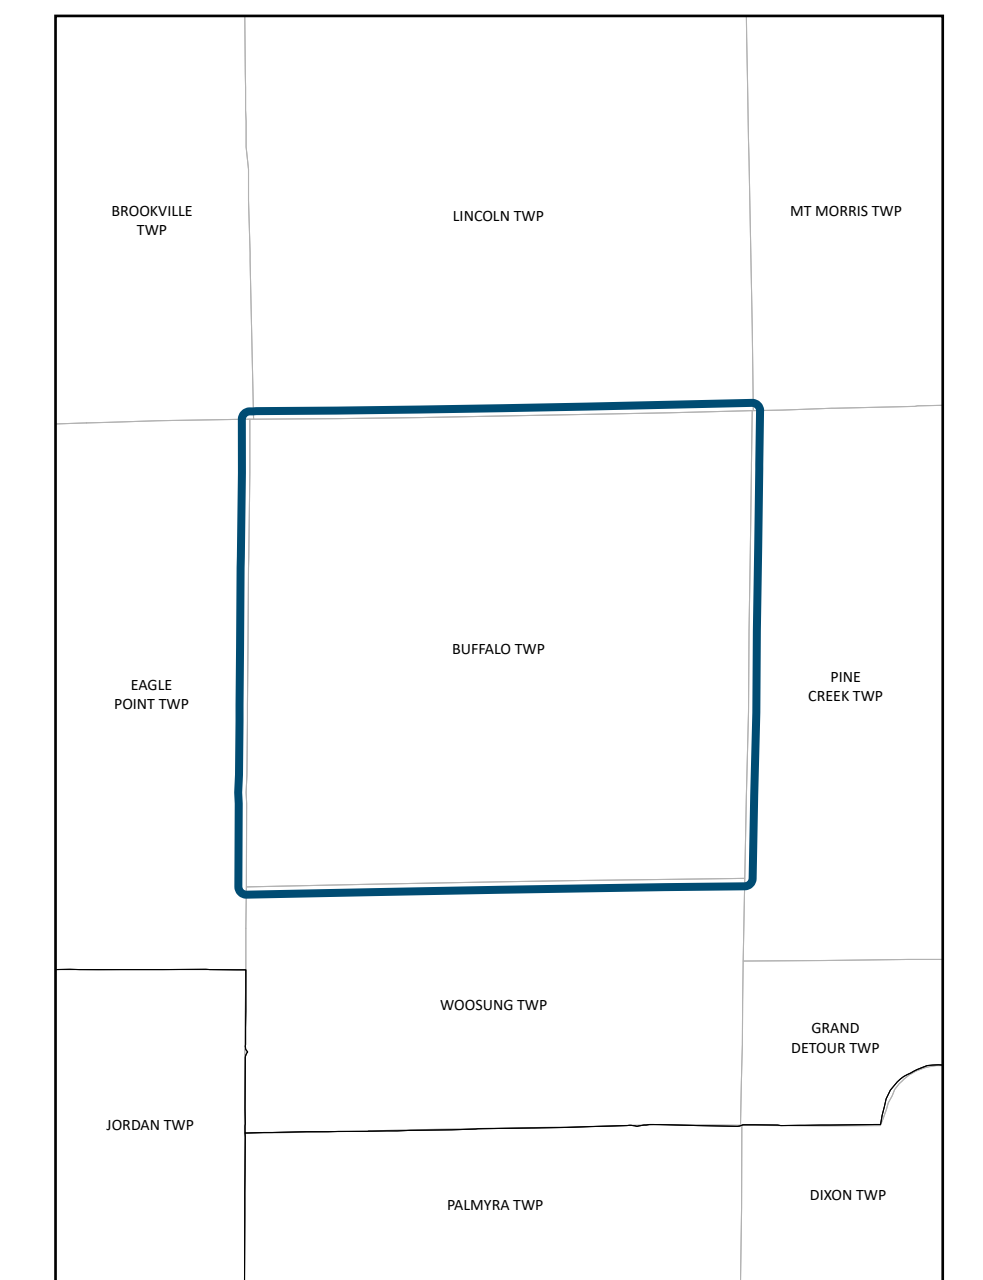 BROOKVILLE
TWP
LINCOLN TWP
MT MORRIS TWP
BUFFALO TWP
EAGLE
POINT TWP
PINE
CREEK TWP
WOOSUNG TWP
GRAND
DETOUR TWP
JORDAN TWP
PALMYRA TWP
DIXON TWP